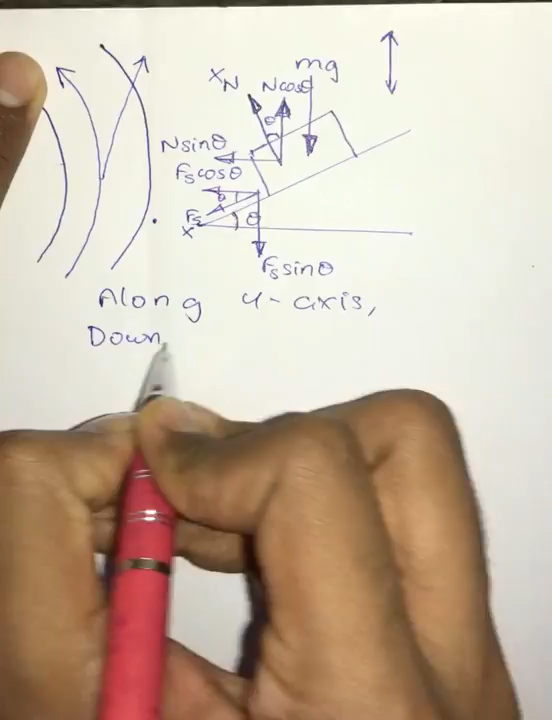 mg
N
Ncosθ
θ
Nsinθ
Fscosθ
θ
Fs
θ
Fssinθ
Along y-axis,
Down